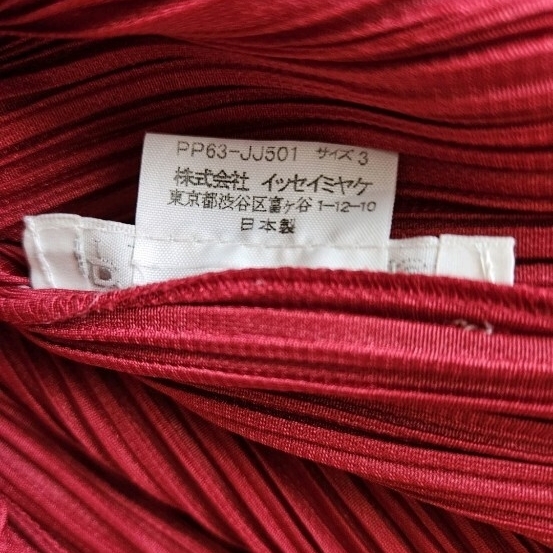 PP63-JJ501 サイズ 3
株式会社 イッセイミヤケ
東京都渋谷区富ヶ谷 1-12-10
日本製